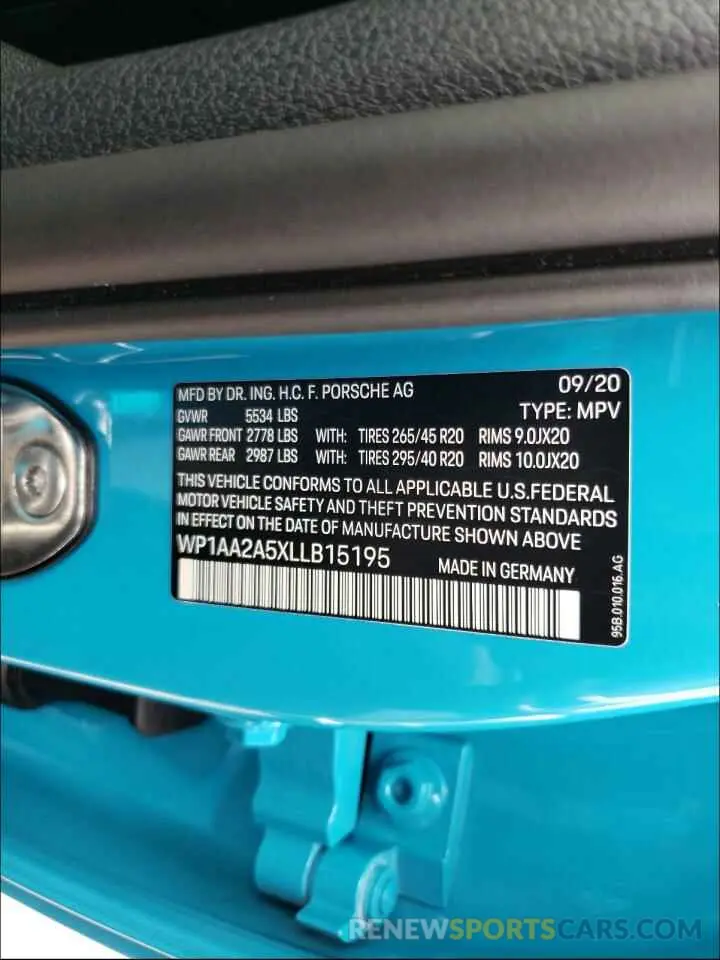 MFD BY DR. ING. H.C. F. PORSCHE AG 09/20
GVWR 5534 LBS TYPE: MPV
GAWR FRONT 2778 LBS WITH: TIRES 265/45 R20 RIMS 9.0JX20
GAWR REAR 2987 LBS WITH: TIRES 295/40 R20 RIMS 10.0JX20
THIS VEHICLE CONFORMS TO ALL APPLICABLE U.S.FEDERAL
MOTOR VEHICLE SAFETY AND THEFT PREVENTION STANDARDS
IN EFFECT ON THE DATE OF MANUFACTURE SHOWN ABOVE
WP1AA2A5XLLB15195 MADE IN GERMANY
95B.010.016.AG
RENEWSPORTSCARS.COM